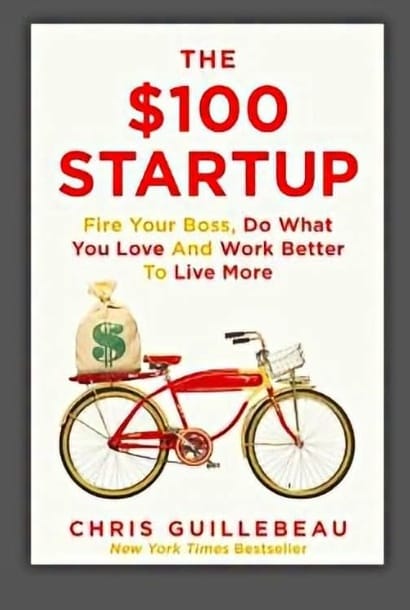 THE
$100
STARTUP
Fire Your Boss, Do What
You Love And Work Better
To Live More
$
CHRIS GUILLEBEAU
New York Times Bestseller